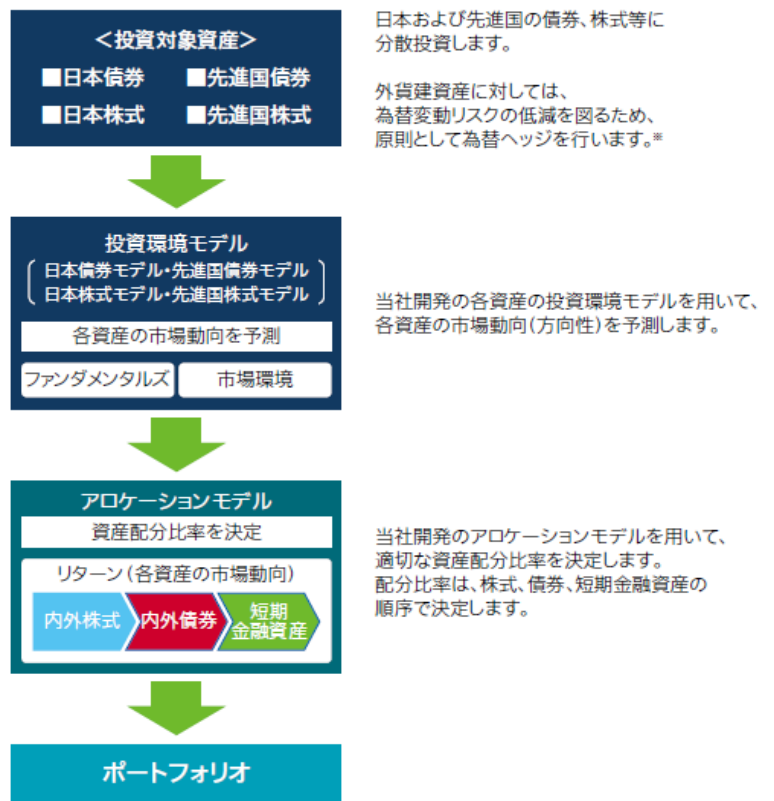 ＜投資対象資産＞
■日本債券 ■先進国債券
■日本株式 ■先進国株式
日本および先進国の債券、株式等に
分散投資します。
外貨建資産に対しては、
為替変動リスクの低減を図るため、
原則として為替ヘッジを行います。※
投資環境モデル
日本債券モデル・先進国債券モデル
日本株式モデル・先進国株式モデル
各資産の市場動向を予測
ファンダメンタルズ 市場環境
当社開発の各資産の投資環境モデルを用いて、
各資産の市場動向(方向性)を予測します。
アロケーションモデル
資産配分比率を決定
リターン(各資産の市場動向)
内外株式 内外債券 短期
金融資産
当社開発のアロケーションモデルを用いて、
適切な資産配分比率を決定します。
配分比率は、株式、債券、短期金融資産の
順序で決定します。
ポートフォリオ